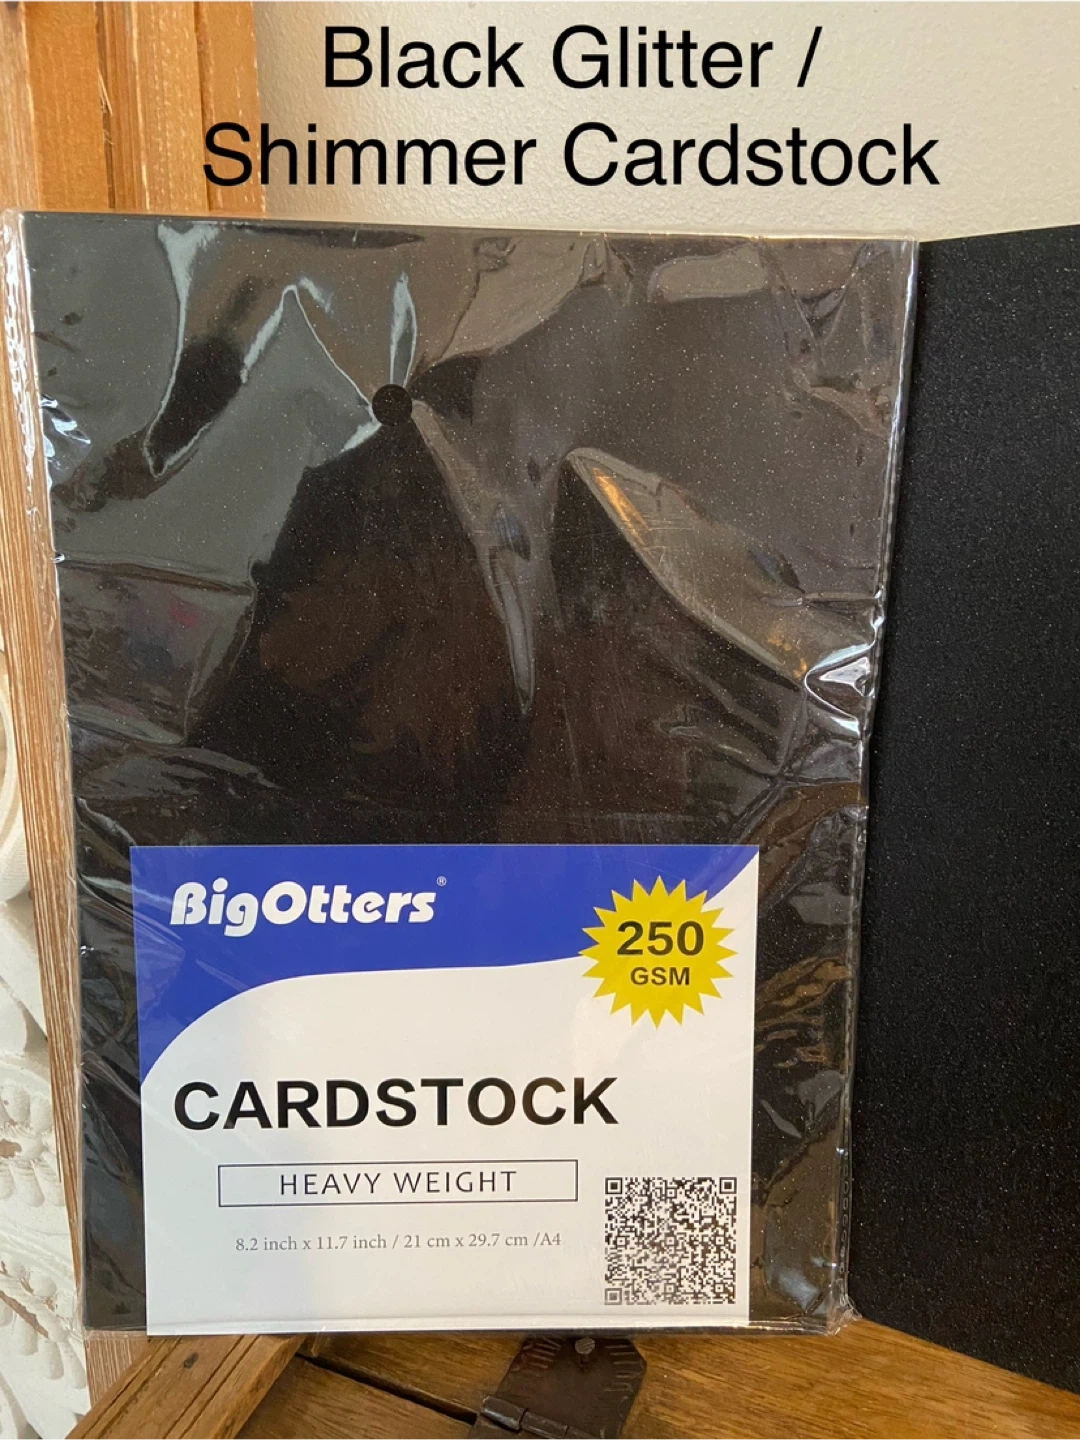 Black Glitter /
Shimmer Cardstock
BigOtters®
250
GSM
CARDSTOCK
HEAVY WEIGHT
8.2 inch x 11.7 inch / 21 cm x 29.7 cm /A4